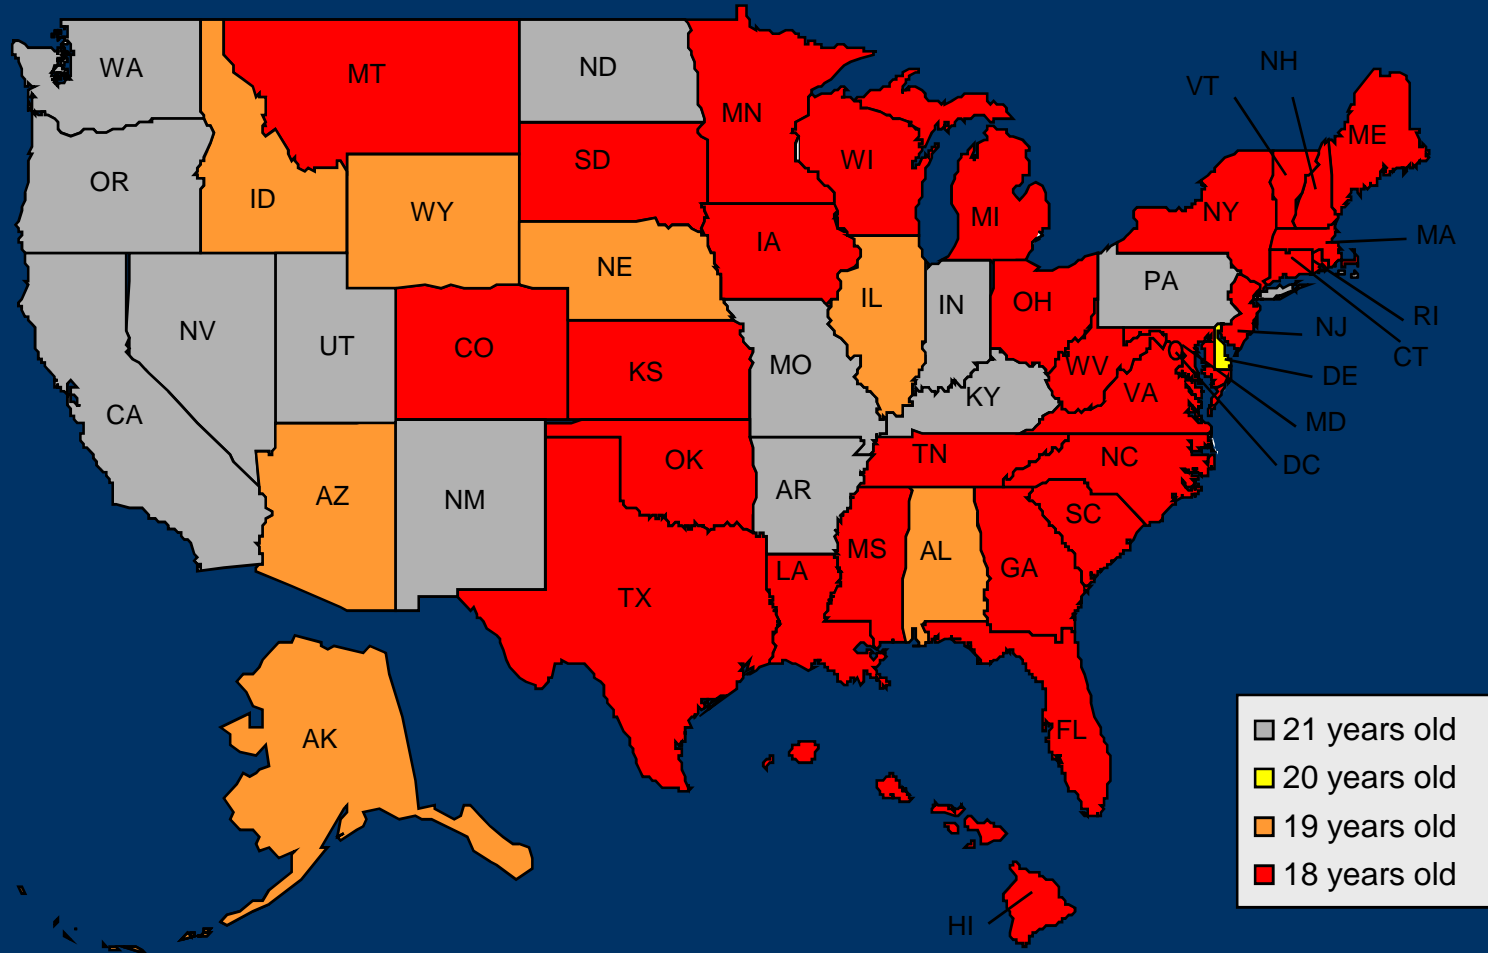 NH
VT
WA
MT
ND
MN
ME
OR
SD
WI
ID
WY
NY
MI
MA
IA
NE
PA
IL
IN
OH
RI
NJ
NV
UT
CO
CT
MO
WV
KS
DE
KY
VA
CA
MD
TN
NC
OK
DC
AZ
NM
AR
SC
MS
AL
GA
LA
TX
FL
AK
HI
21 years old
20 years old
19 years old
18 years old